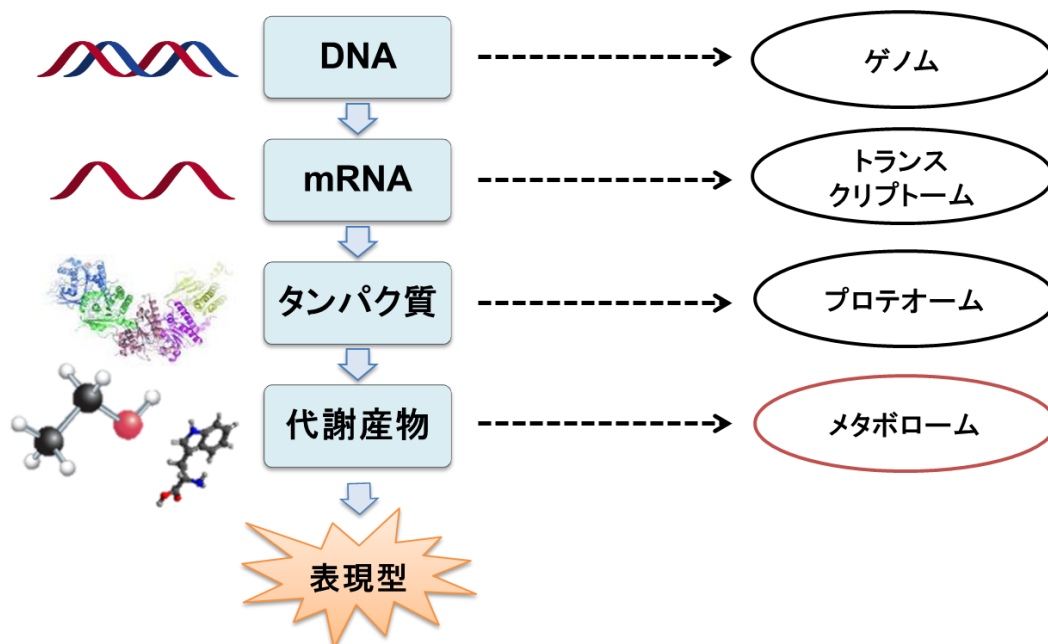 DNA
ゲノム
mRNA
トランス
クリプトーム
タンパク質
プロテオーム
代謝産物
メタボローム
表現型